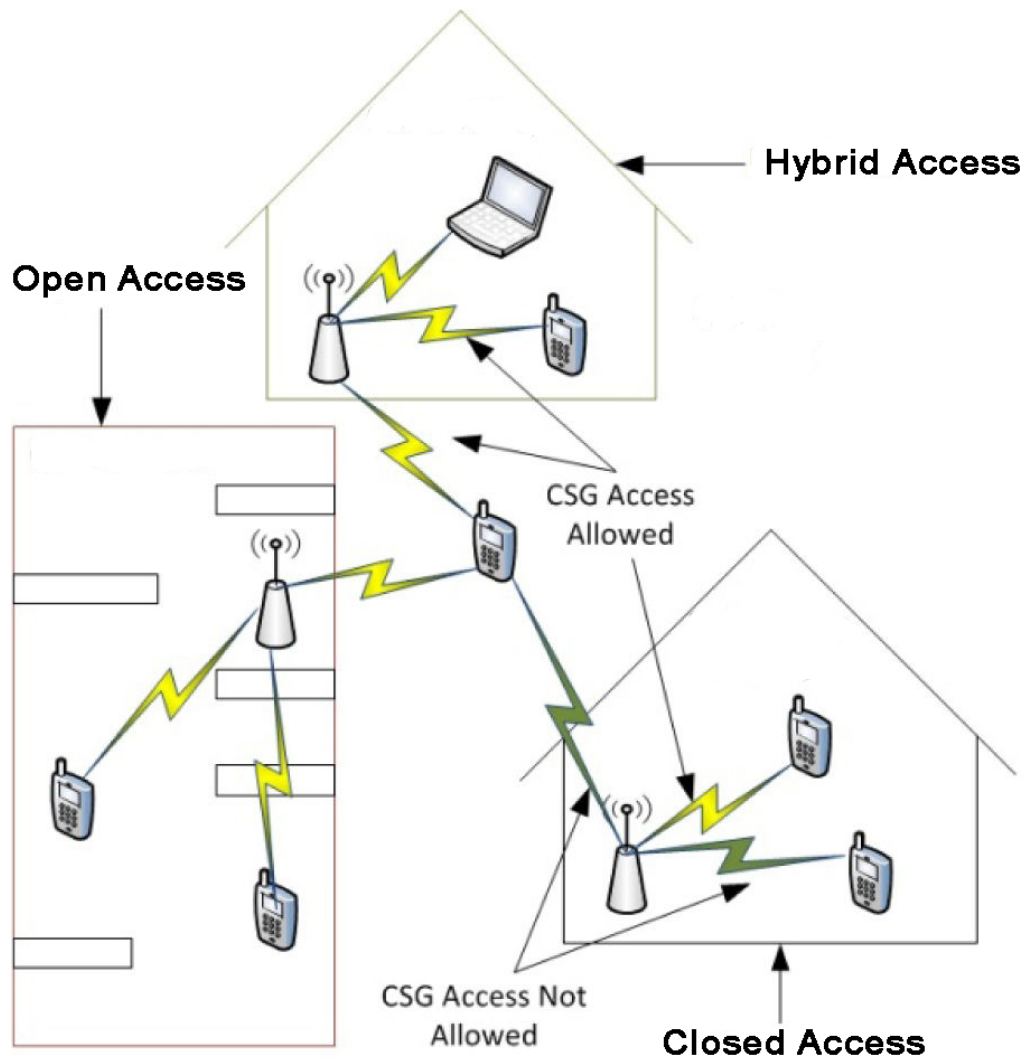 Hybrid Access
Open Access
CSG Access
Allowed
CSG Access Not
Allowed
Closed Access